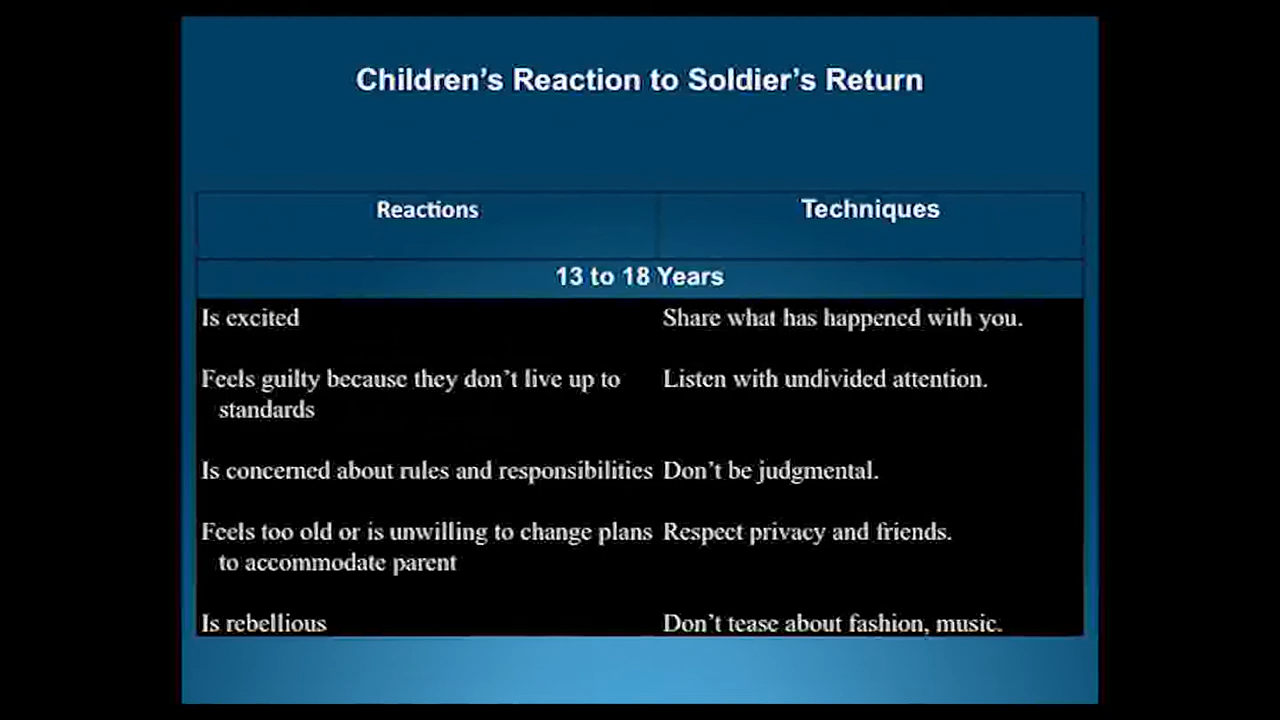 Children’s Reaction to Soldier’s Return
Reactions
Techniques
13 to 18 Years
Is excited
Share what has happened with you.
Feels guilty because they don’t live up to
standards
Listen with undivided attention.
Is concerned about rules and responsibilities
Don’t be judgmental.
Feels too old or is unwilling to change plans
to accommodate parent
Respect privacy and friends.
Is rebellious
Don’t tease about fashion, music.